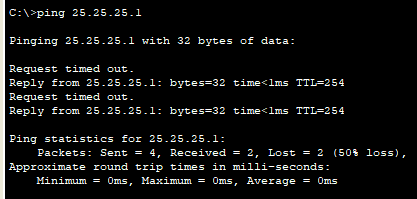 C:\>ping 25.25.25.1
Pinging 25.25.25.1 with 32 bytes of data:
Request timed out.
Reply from 25.25.25.1: bytes=32 time<1ms TTL=254
Request timed out.
Reply from 25.25.25.1: bytes=32 time<1ms TTL=254
Ping statistics for 25.25.25.1:
    Packets: Sent = 4, Received = 2, Lost = 2 (50% loss),
Approximate round trip times in milli-seconds:
    Minimum = 0ms, Maximum = 0ms, Average = 0ms